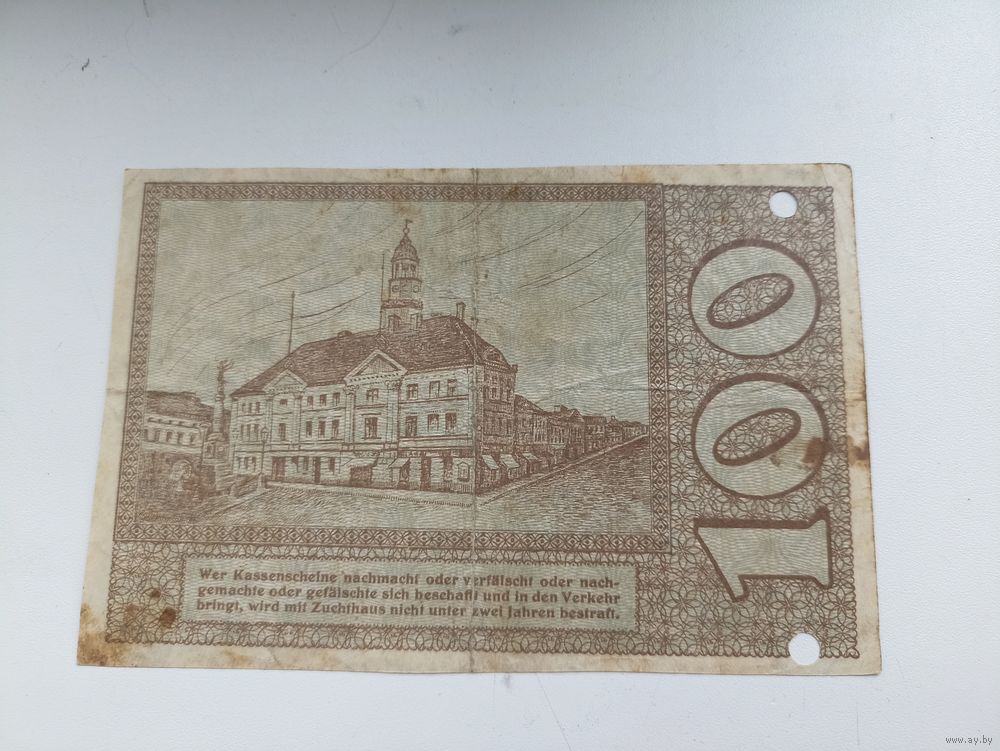 100
Wer Kassenscheine nachmacht oder verfälscht oder nach-
gemachte oder gefälschte sich beschafft und in den Verkehr
bringt, wird mit Zuchthaus nicht unter zwei Jahren bestraft.
www.ay.by